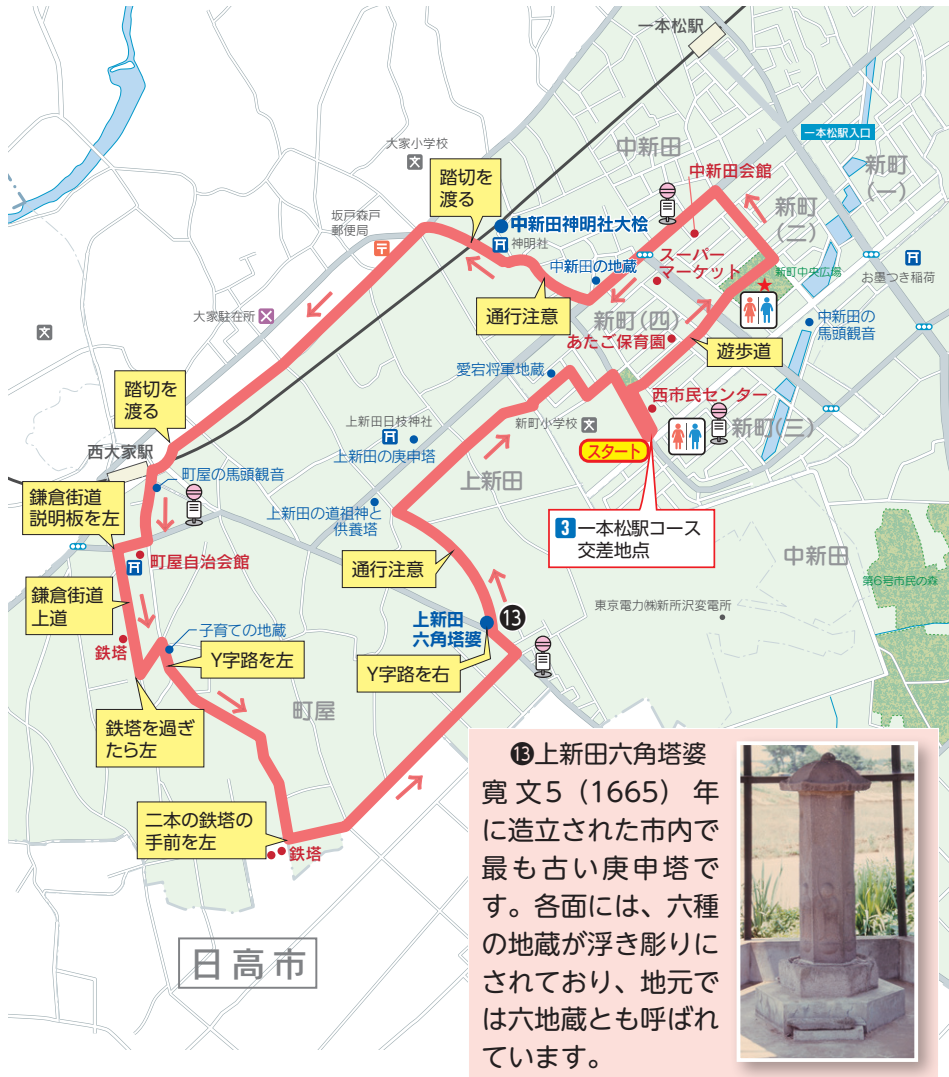 一本松駅
一本松駅入口
大家小学校
文
中新田
新町
(一)
踏切を
渡る
中新田会館
坂戸森戸
郵便局
中新田神明社大桧
神明社
新町
(二)
スーパー
マーケット
中新田の地蔵
新町中央広場
お墨つき稲荷
大家駐在所
文
通行注意
新町(四)
あたご保育園
中新田の
馬頭観音
遊歩道
愛宕将軍地蔵
踏切を
渡る
西市民センター
上新田日枝神社
新町小学校
文
新町(三)
スタート
上新田の庚申塔
西大家駅
町屋の馬頭観音
上新田
鎌倉街道
説明板を左
上新田の道祖神と
供養塔
3 一本松駅コース
交差地点
町屋自治会館
通行注意
中新田
第6号市民の森
鎌倉街道
上道
東京電力㈱新所沢変電所
上新田
六角塔婆
⓭
子育ての地蔵
鉄塔
Y字路を左
Y字路を右
町屋
鉄塔を過ぎ
たら左
二本の鉄塔の
手前を左
鉄塔
日高市
⓭上新田六角塔婆
寛文5(1665)年
に造立された市内で
最も古い庚申塔で
す。各面には、六種
の地蔵が浮き彫りに
されており、地元で
は六地蔵とも呼ばれ
ています。